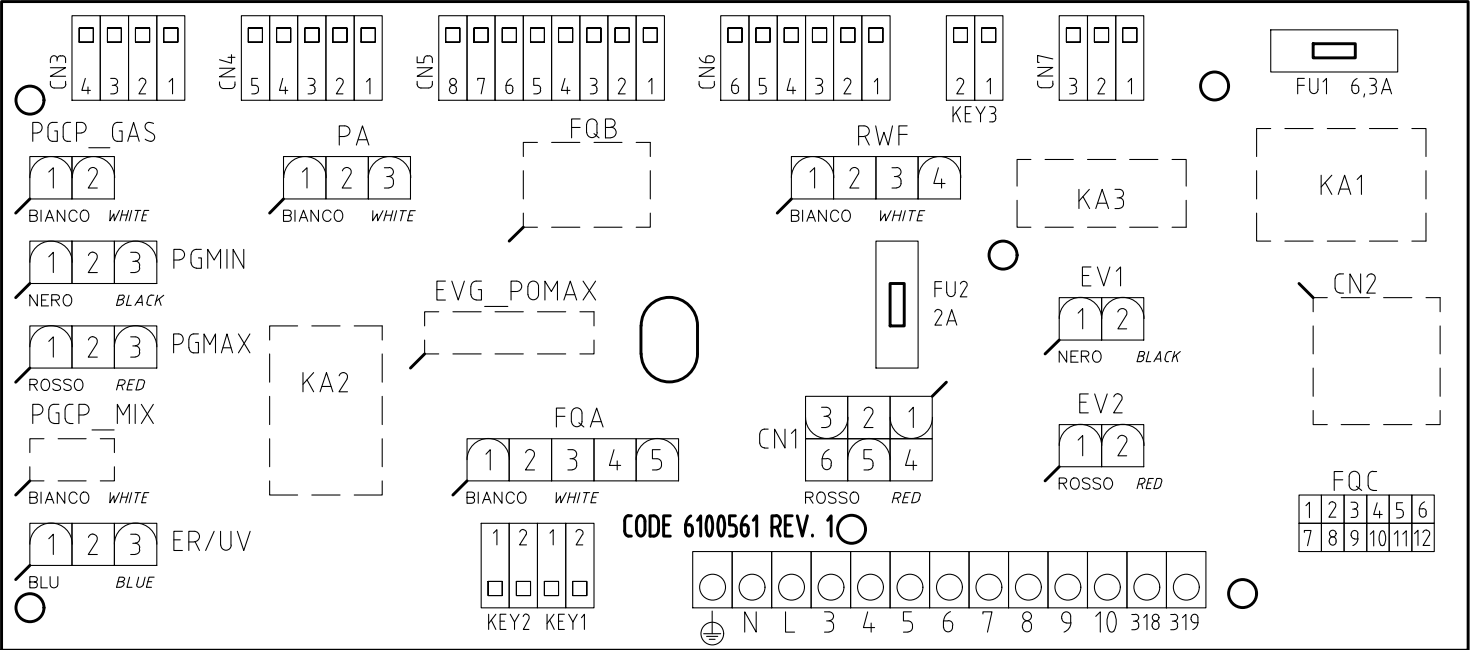 CN3
4 3 2 1
CN4
5 4 3 2 1
CN5
8 7 6 5 4 3 2 1
CN6
6 5 4 3 2 1
2 1
KEY3
CN7
3 2 1
FU1 6,3A
PGCP_GAS
1 2
BIANCO WHITE
PA
1 2 3
BIANCO WHITE
FQB
RWF
1 2 3 4
BIANCO WHITE
KA3
KA1
1 2 3 PGMIN
NERO BLACK
EVG_POMAX
FU2
2A
EV1
1 2
NERO BLACK
CN2
1 2 3 PGMAX
ROSSO RED
KA2
PGCP_MIX
BIANCO WHITE
FQA
1 2 3 4 5
BIANCO WHITE
CN1
3 2 1
6 5 4
ROSSO RED
EV2
1 2
ROSSO RED
FQC
1 2 3 4 5 6
7 8 9 10 11 12
1 2 3 ER/UV
BLU BLUE
1 2 1 2
KEY2 KEY1
CODE 6100561 REV. 1
N L 3 4 5 6 7 8 9 10 318 319